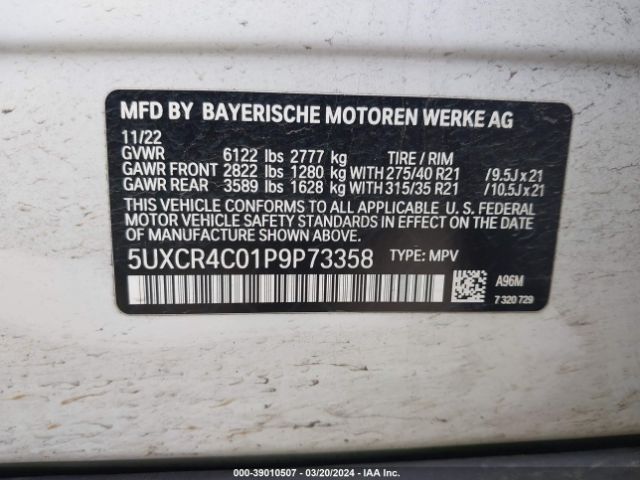 MFD BY BAYERISCHE MOTOREN WERKE AG
11/22
GVWR 6122 lbs 2777 kg TIRE / RIM
GAWR FRONT 2822 lbs 1280 kg WITH 275/40 R21 /9.5Jx21
GAWR REAR 3589 lbs 1628 kg WITH 315/35 R21 /10.5Jx21
THIS VEHICLE CONFORMS TO ALL APPLICABLE U. S. FEDERAL
MOTOR VEHICLE SAFETY STANDARDS IN EFFECT ON THE DATE
OF MANUFACTURE SHOWN ABOVE.
5UXCR4C01P9P73358 TYPE: MPV
A96M
7 320 729
000-39010507 - 03/20/2024 - IAA Inc.